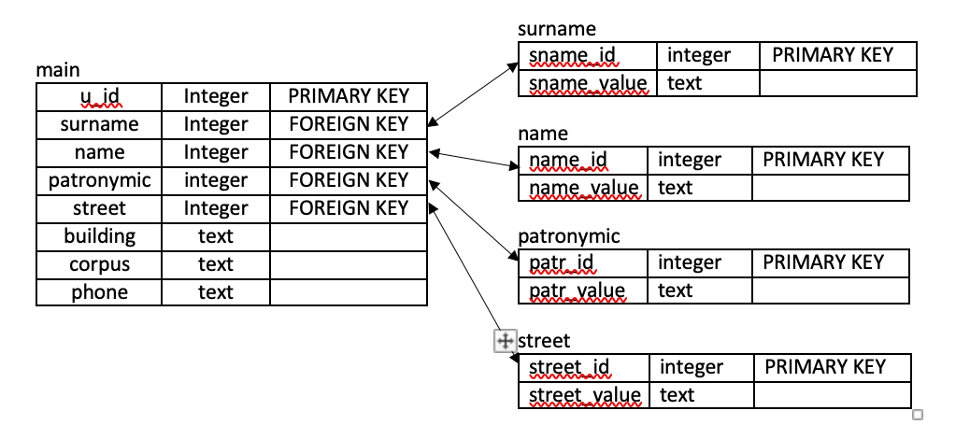 main
u_id Integer PRIMARY KEY
surname Integer FOREIGN KEY
name Integer FOREIGN KEY
patronymic integer FOREIGN KEY
street Integer FOREIGN KEY
building text
corpus text
phone text
surname
sname_id integer PRIMARY KEY
sname_value text
name
name_id integer PRIMARY KEY
name_value text
patronymic
patr_id integer PRIMARY KEY
patr_value text
street
street_id integer PRIMARY KEY
street_value text